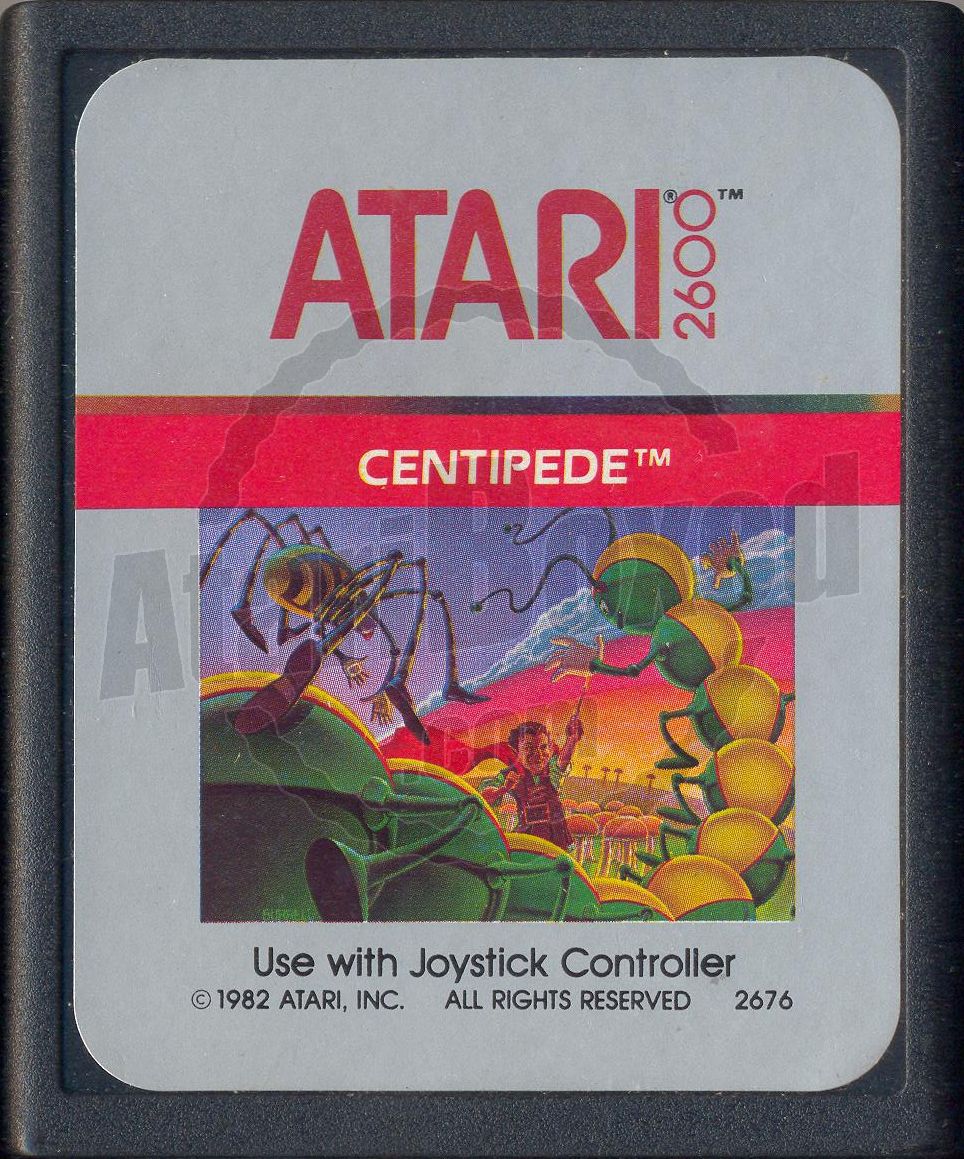 ATARI® 2600™
CENTIPEDE™
Use with Joystick Controller
© 1982 ATARI, INC. ALL RIGHTS RESERVED 2676